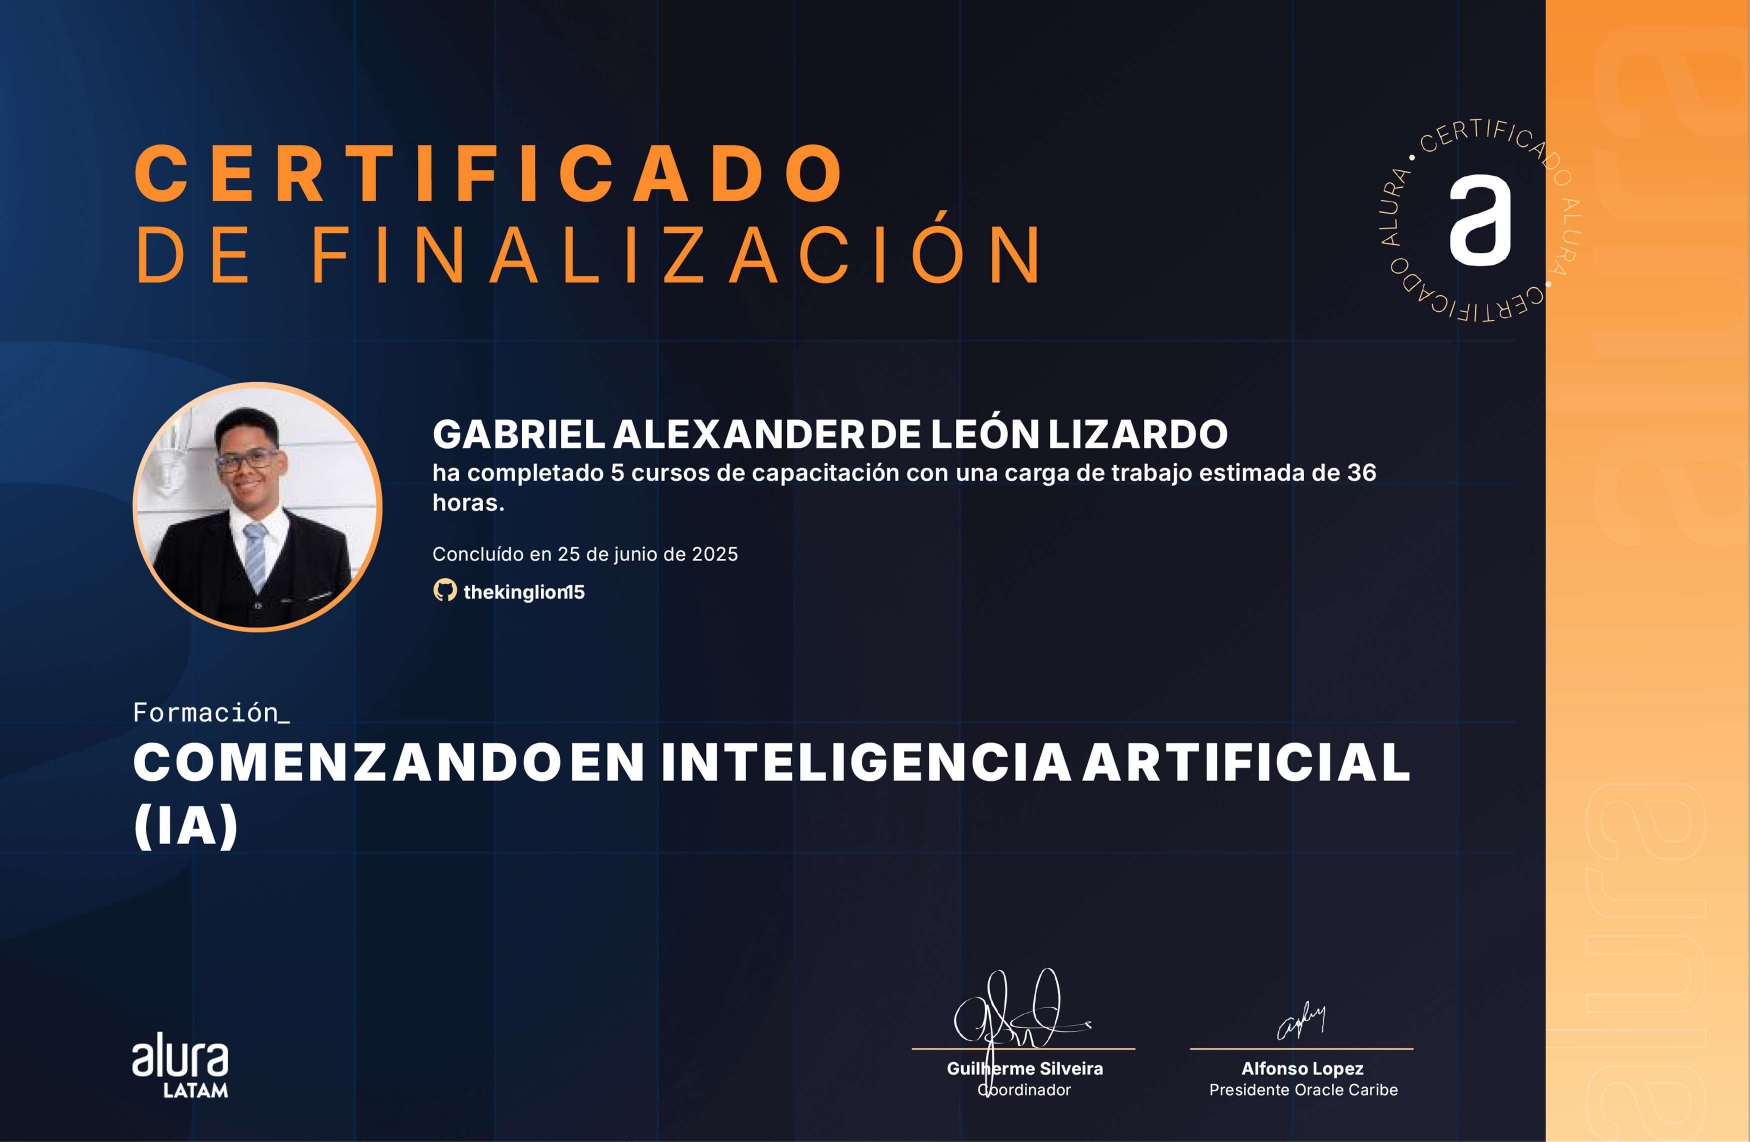 CERTIFICADO
DE FINALIZACIÓN
CERTIFICADO ALURA • CERTIFICADO ALURA •
a
GABRIEL ALEXANDER DE LEÓN LIZARDO
ha completado 5 cursos de capacitación con una carga de trabajo estimada de 36
horas.
Concluído en 25 de junio de 2025
thekinglion15
Formación_
COMENZANDO EN INTELIGENCIA ARTIFICIAL
(IA)
alura
LATAM
Guilherme Silveira
Coordinador
Alfonso Lopez
Presidente Oracle Caribe
alura
alura
alura